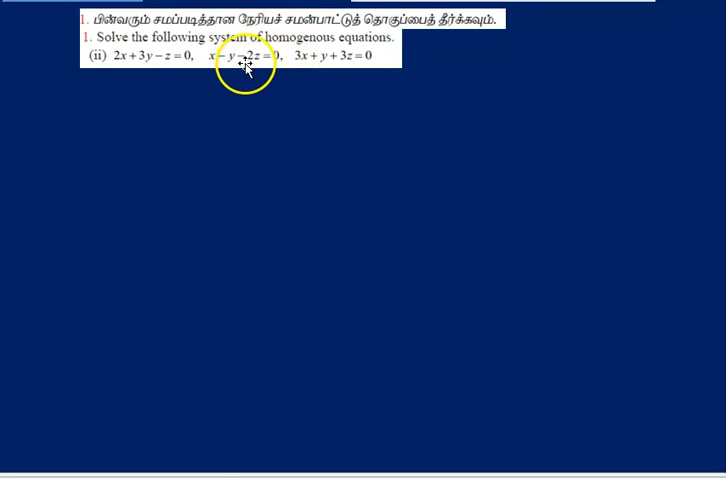 1. பின்வரும் சமப்படித்தான நேரியச் சமன்பாட்டுத் தொகுப்பைத் தீர்க்கவும்.
1. Solve the following system of homogenous equations.
(ii) 2x+3y−z=0, x−y−2z=0, 3x+y+3z=0